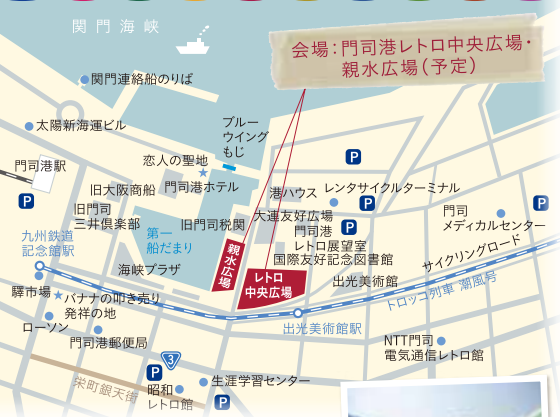 関門海峡
会場：門司港レトロ中央広場・
親水広場（予定）
関門連絡船のりば
太陽新海運ビル
ブルー
ウイング
もじ
P
門司港駅
恋人の聖地
旧大阪商船
門司港ホテル
港ハウス
レンタサイクルターミナル
P
P
P
P
旧門司
三井倶楽部
第一
船だまり
旧門司税関
大連友好広場
門司港
レトロ展望室
国際友好記念図書館
門司
メディカルセンター
九州鉄道
記念館駅
親水広場
レトロ
中央広場
出光美術館
サイクリングロード
海峡プラザ
トロッコ列車 潮風号
驛市場
バナナの叩き売り
発祥の地
ローソン
門司港郵便局
出光美術館駅
NTT門司
電気通信レトロ館
3
P
栄町銀天街
昭和
レトロ館
生涯学習センター
P